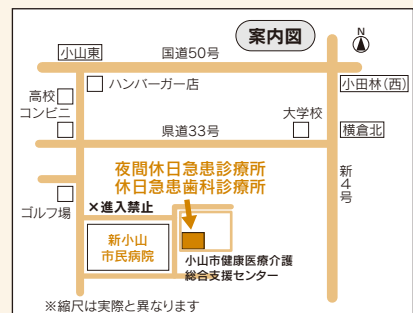 案内図
N
小山東
国道50号
ハンバーガー店
小田林(西)
高校
コンビニ
大学校
県道33号
横倉北
夜間休日急患診療所
休日急患歯科診療所
新4号
ゴルフ場
×進入禁止
新小山
市民病院
小山市健康医療介護
総合支援センター
※縮尺は実際と異なります